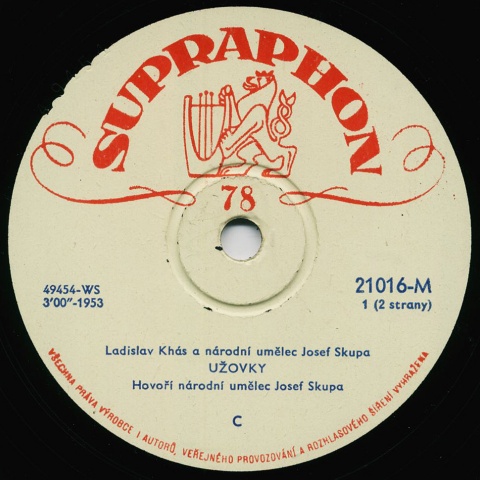 SUPRAPHON
78
49454-WS
3'00"-1953
21016-M
1 (2 strany)
Ladislav Khás a národní umělec Josef Skupa
UŽOVKY
Hovoří národní umělec Josef Skupa
C
VŠECHNA PRÁVA VÝROBCE I AUTORŮ, VEŘEJNÉHO PROVOZOVÁNÍ A ROZHLASOVÉHO ŠÍŘENÍ VYHRAŽENA